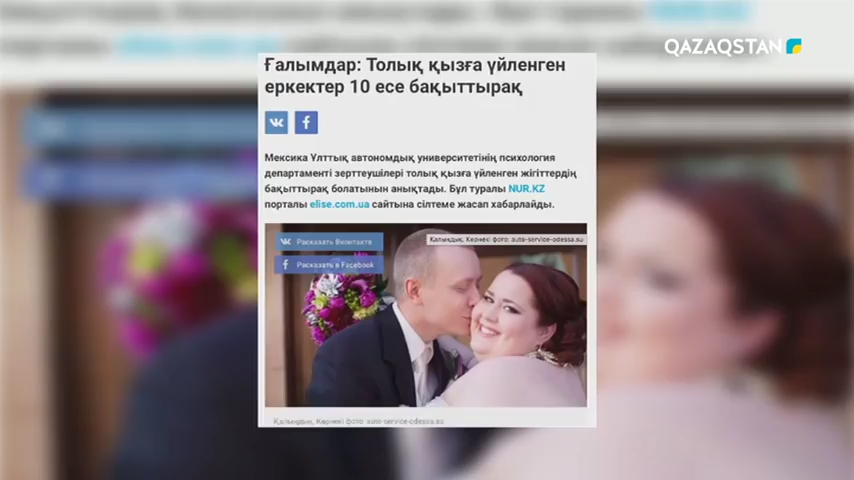 QAZAQSTAN
Ғалымдар: Толық қызға үйленген
еркектер 10 есе бақыттырақ
Мексика Ұлттық автономдық университетінің психология
департаменті зерттеушілері толық қызға үйленген жігіттердің
бақыттырақ болатынын анықтады. Бұл туралы NUR.KZ
порталы elise.com.ua сайтына сілтеме жасап хабарлайды.
Рассказать Вконтакте
Қалыңдық, Көрнекі фото: auto-service-odessa.su
Рассказать в Facebook
Қалыңдық, Көрнекі фото: auto-service-odessa.su